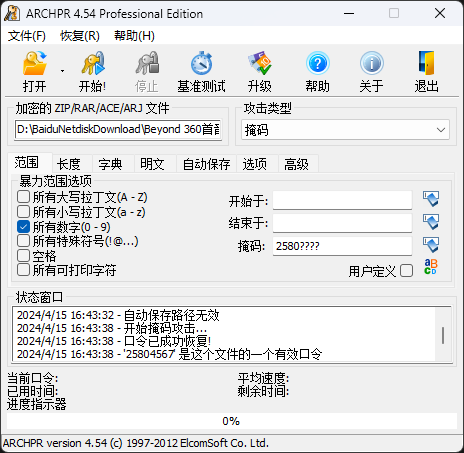 ARCHPR 4.54 Professional Edition
文件(F) 恢复(R) 帮助(H)
打开 开始! 停止 基准测试 升级 帮助 关于 退出
加密的 ZIP/RAR/ACE/ARJ 文件
攻击类型
D:\BaiduNetdiskDownload\Beyond 360首
掩码
范围 长度 字典 明文 自动保存 选项 高级
暴力范围选项
所有大写拉丁文(A - Z)
所有小写拉丁文(a - z)
所有数字(0 - 9)
所有特殊符号(!@...)
空格
所有可打印字符
开始于:
结束于:
掩码: 2580????
用户定义
状态窗口
2024/4/15 16:43:32 - 自动保存路径无效
2024/4/15 16:43:38 - 开始掩码攻击...
2024/4/15 16:43:38 - 口令已成功恢复!
2024/4/15 16:43:38 - '25804567' 是这个文件的一个有效口令
当前口令: 平均速度:
已用时间: 剩余时间:
进度指示器
0%
ARCHPR version 4.54 (c) 1997-2012 ElcomSoft Co. Ltd.